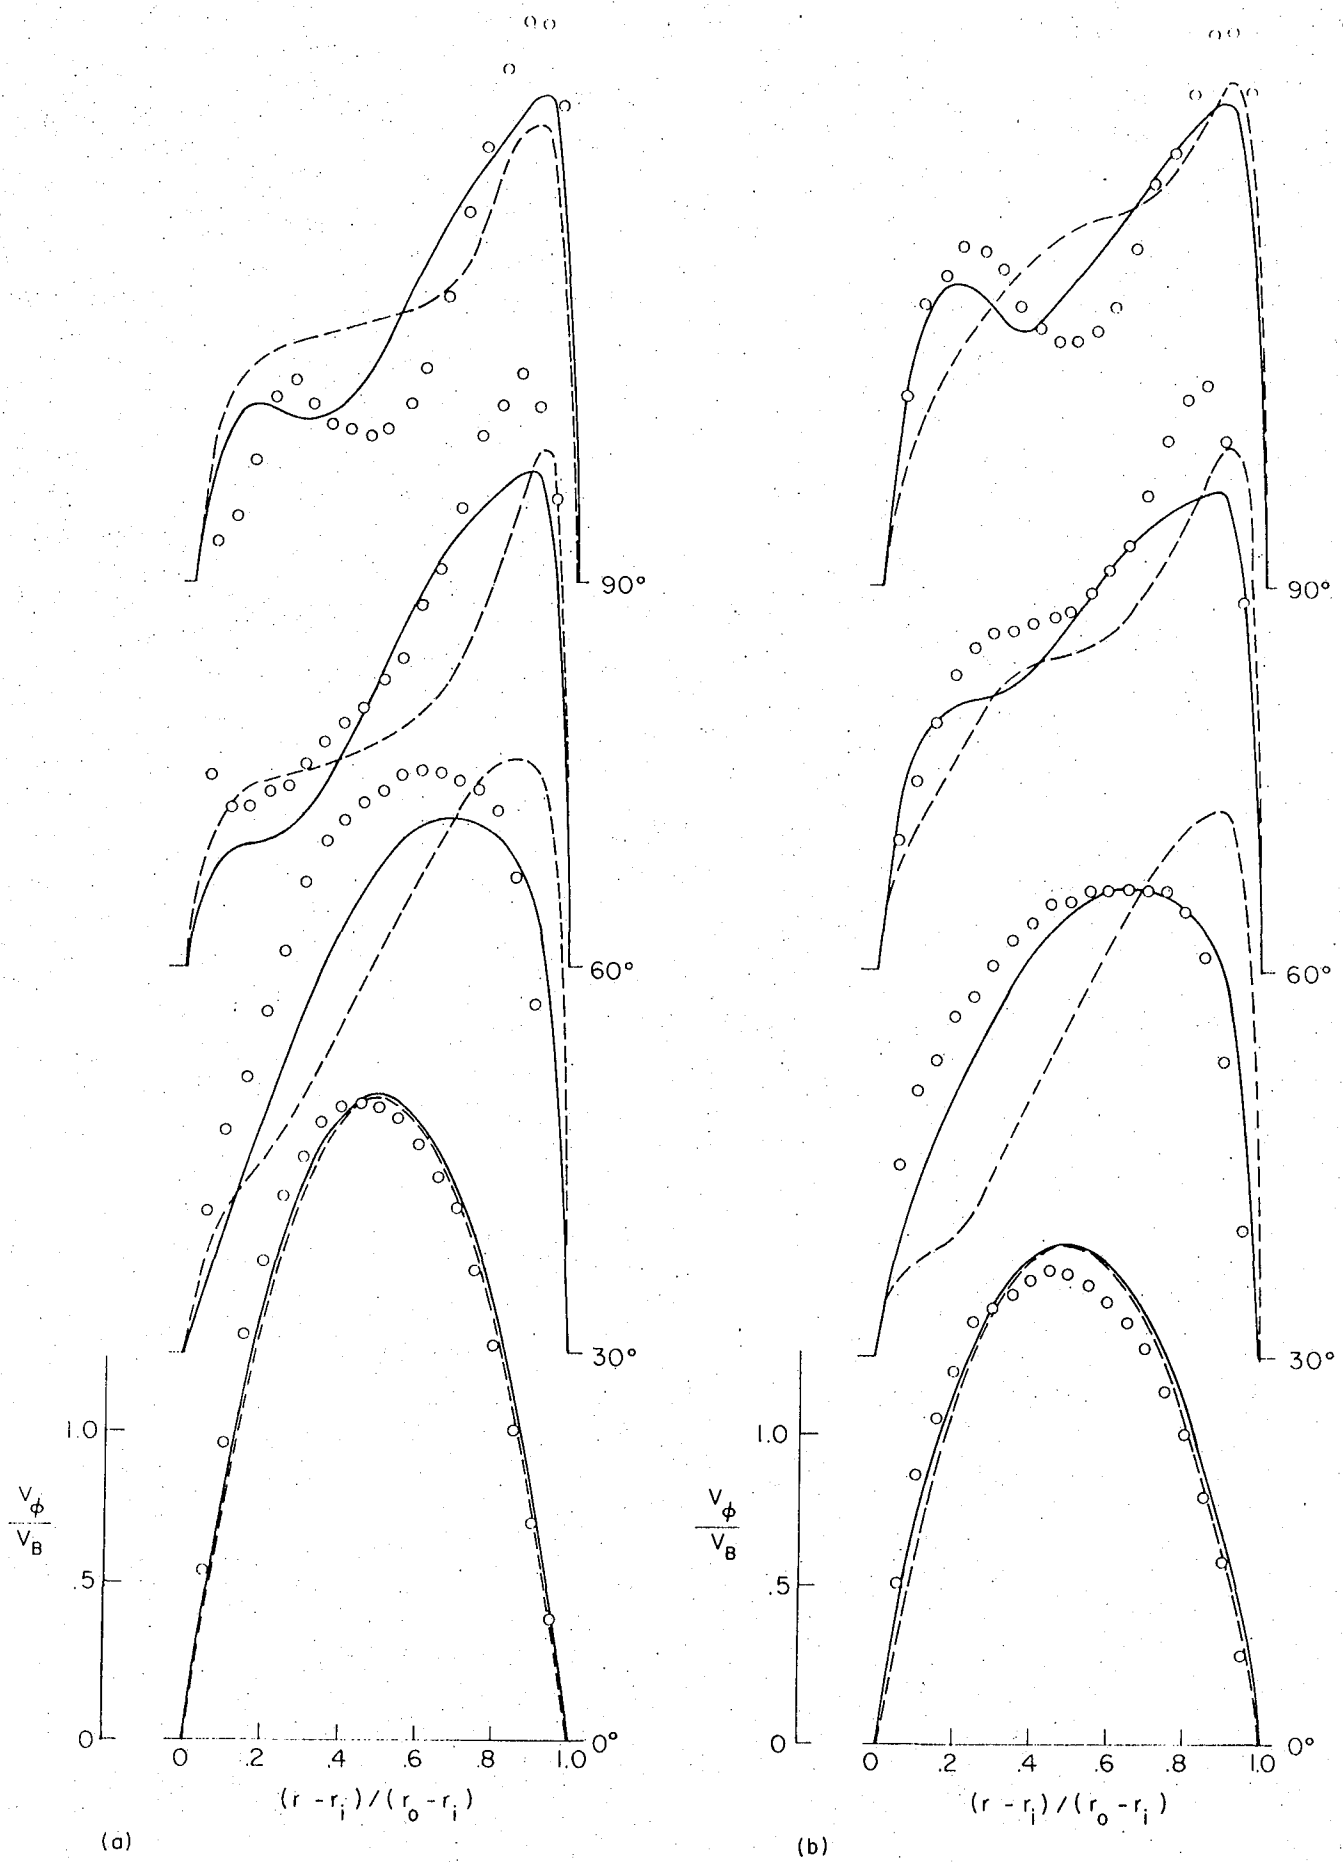 90°
60°
30°
1.0
V_ϕ
V_B
.5
0
0°
0 .2 .4 .6 .8 1.0
(r - r_i)/(r_o - r_i)
(a)
90°
60°
30°
1.0
V_ϕ
V_B
.5
0
0°
0 .2 .4 .6 .8 1.0
(r - r_i)/(r_o - r_i)
(b)